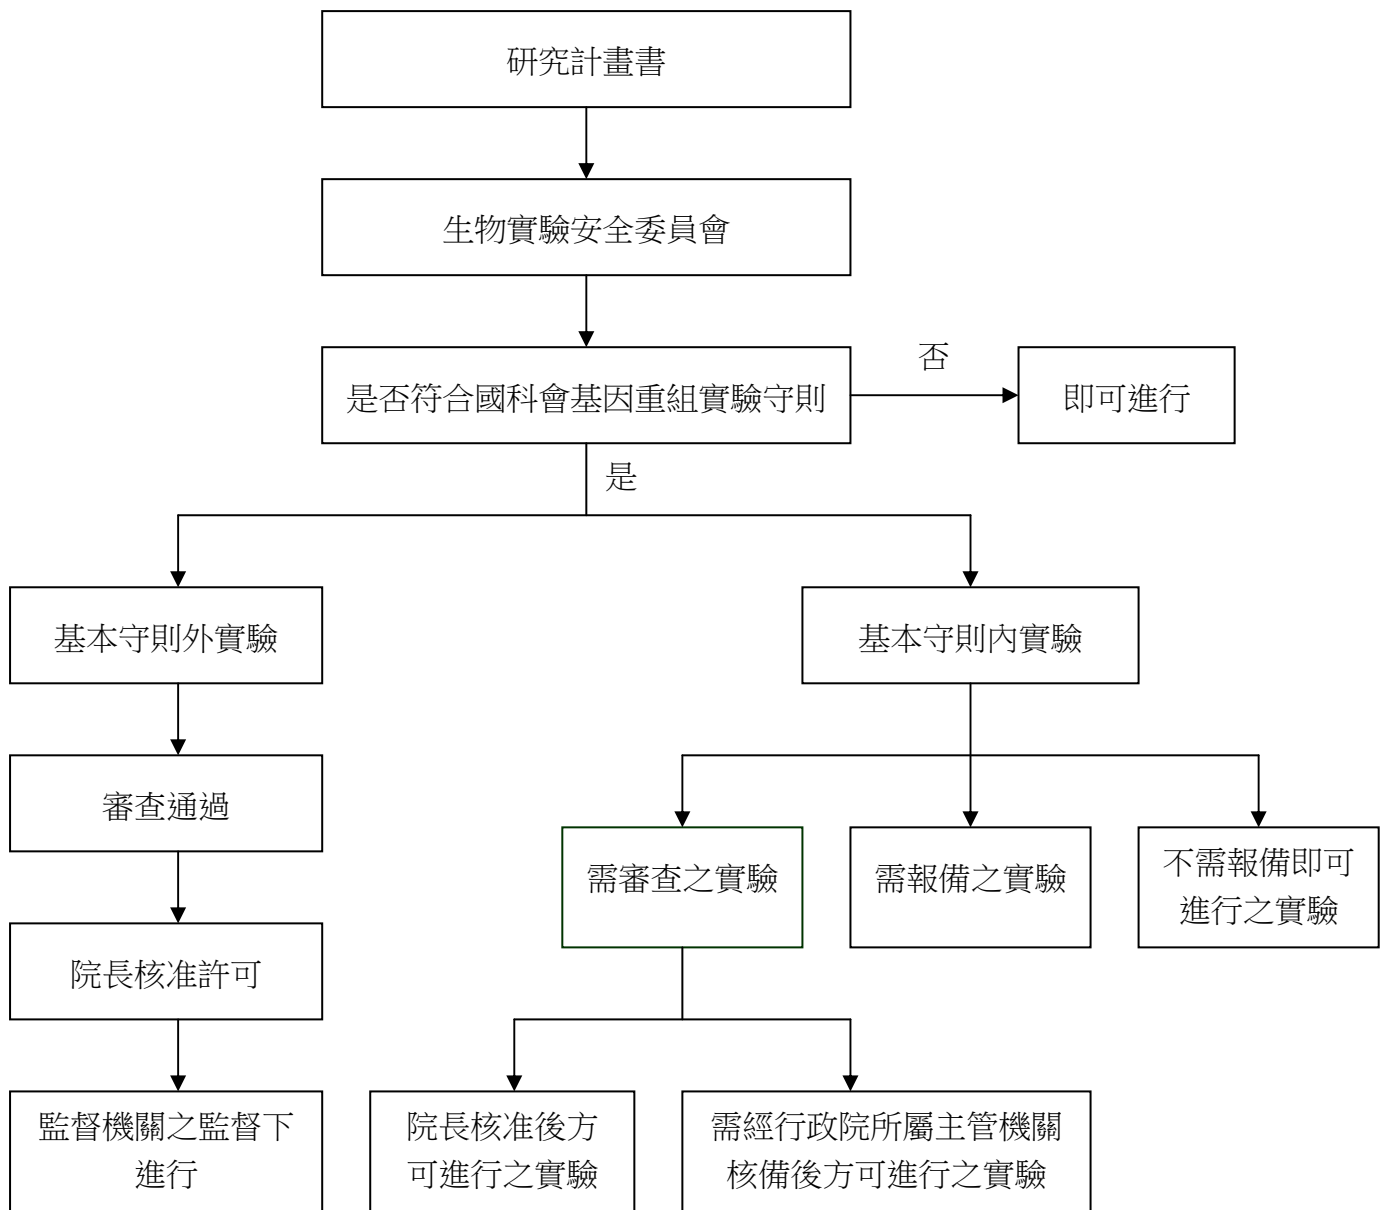 研究計畫書
生物實驗安全委員會
是否符合國科會基因重組實驗守則
否
即可進行
是
基本守則外實驗
基本守則內實驗
審查通過
需審查之實驗
需報備之實驗
不需報備即可
進行之實驗
院長核准許可
監督機關之監督下
進行
院長核准後方
可進行之實驗
需經行政院所屬主管機關
核備後方可進行之實驗